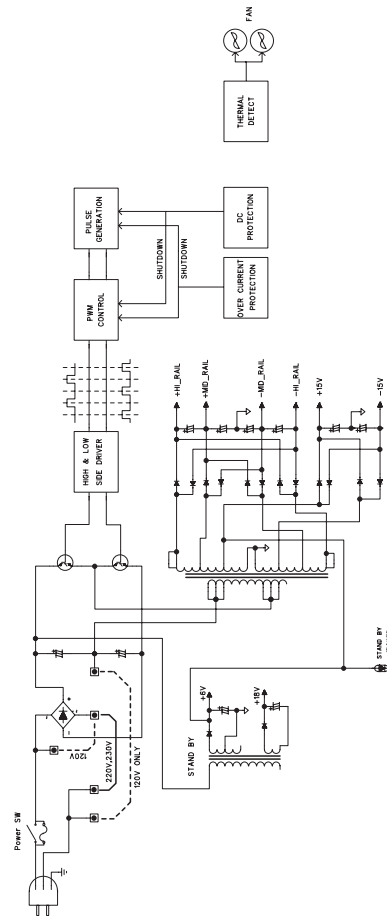 Power SW
120V
220V,230V
120V ONLY
HIGH & LOW
SIDE DRIVER
PWM
CONTROL
PULSE
GENERATION
SHUTDOWN
SHUTDOWN
OVER CURRENT
PROTECTION
DC
PROTECTION
THERMAL
DETECT
FAN
+HI_RAIL
+MID_RAIL
-MID_RAIL
-HI_RAIL
+15V
-15V
STAND BY
+6V
+18V
STAND BY